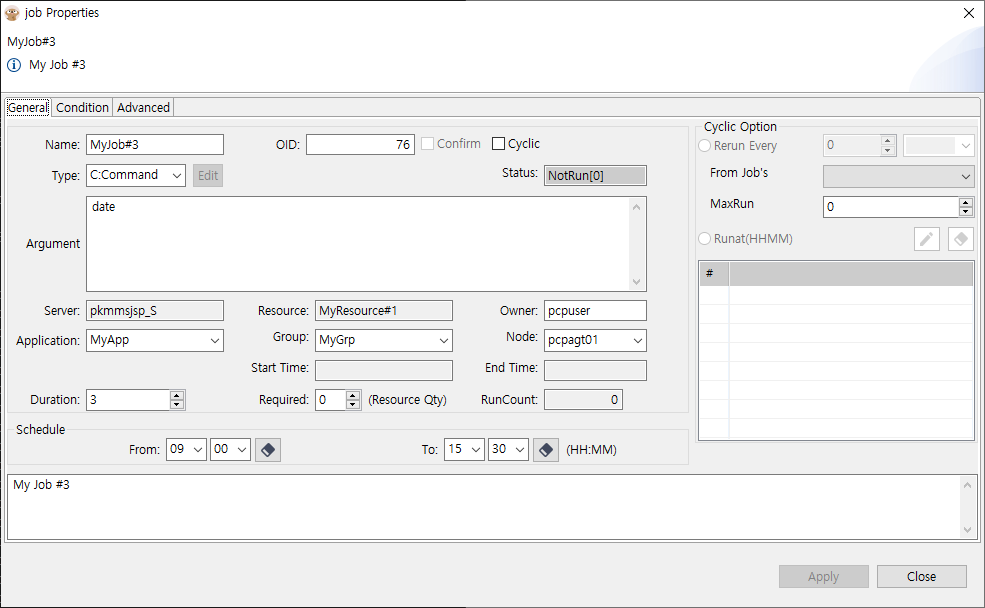 job Properties
MyJob#3
My Job #3
General Condition Advanced
Name: MyJob#3 OID: 76 Confirm Cyclic
Type: C:Command Edit Status: NotRun[0]
Argument date
Server: pkmmsjsp_S Resource: MyResource#1 Owner: pcpuser
Application: MyApp Group: MyGrp Node: pcpagt01
Start Time: End Time:
Duration: 3 Required: 0 (Resource Qty) RunCount: 0
Schedule
From: 09 00 To: 15 30 (HH:MM)
Cyclic Option
Rerun Every 0
From Job's
MaxRun 0
Runat(HHMM)
#
My Job #3
Apply Close